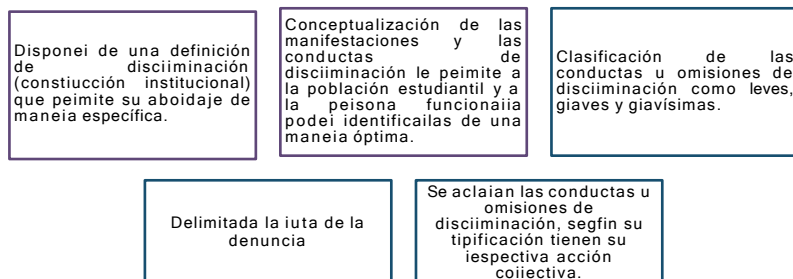 Disponei de una definición
de disciiminación
(constiucción institucional)
que peimite su aboidaje de
maneia específica.
Conceptualización de las
manifestaciones y las
conductas de
disciiminación le peimite a
la población estudiantil y a
la peisona funcionaiia
podei identificailas de una
maneia óptima.
Clasificación de las
conductas u omisiones de
disciiminación como leves,
giaves y giavísimas.
Delimitada la iuta de la
denuncia
Se aclaian las conductas u
omisiones de
disciiminación, segfin su
tipificación tienen su
iespectiva acción
coiiectiva.